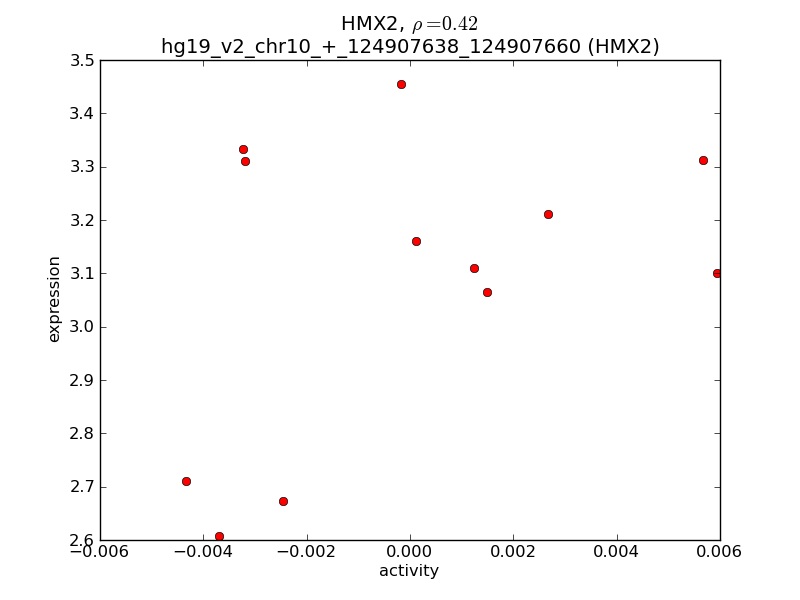 HMX2, ρ=0.42
hg19_v2_chr10_+_124907638_124907660 (HMX2)
3.5
3.4
3.3
3.2
3.1
3.0
2.9
2.8
2.7
2.6
expression
−0.006 −0.004 −0.002 0.000 0.002 0.004 0.006
activity